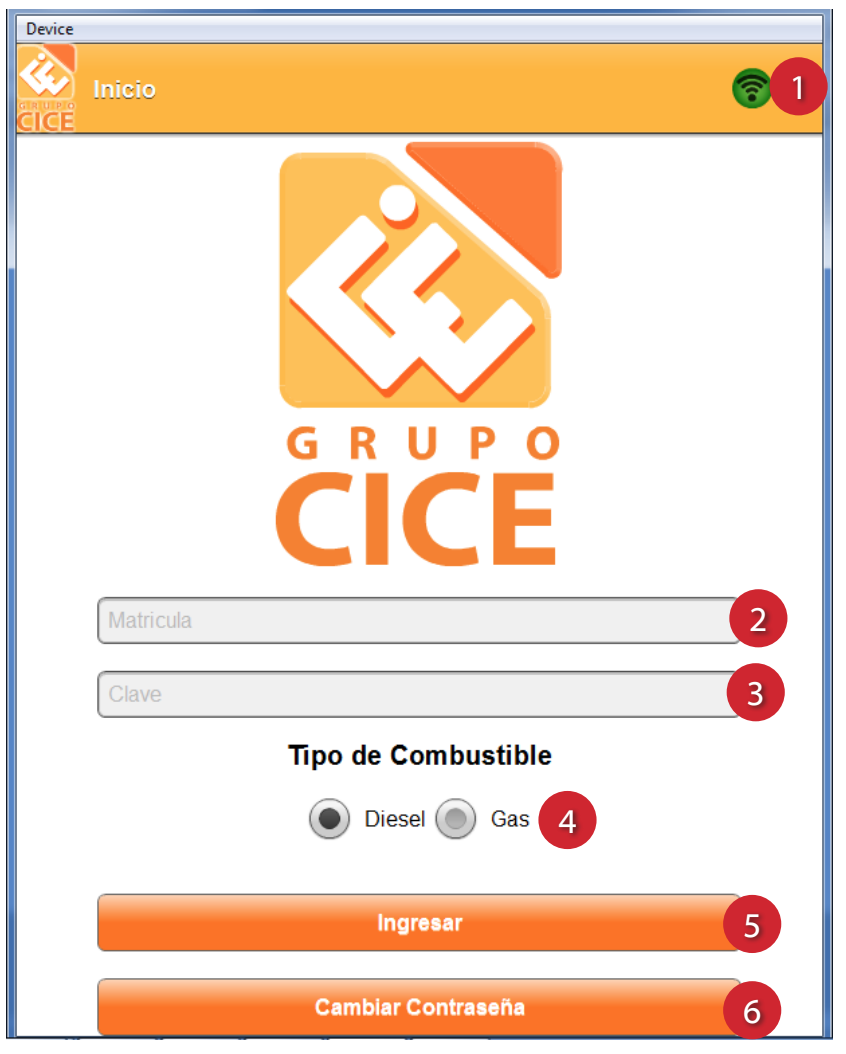 Device
GRUPO
CICE
Inicio
1
GRUPO
CICE
Matricula
2
Clave
3
Tipo de Combustible
Diesel Gas 4
Ingresar
5
Cambiar Contraseña
6